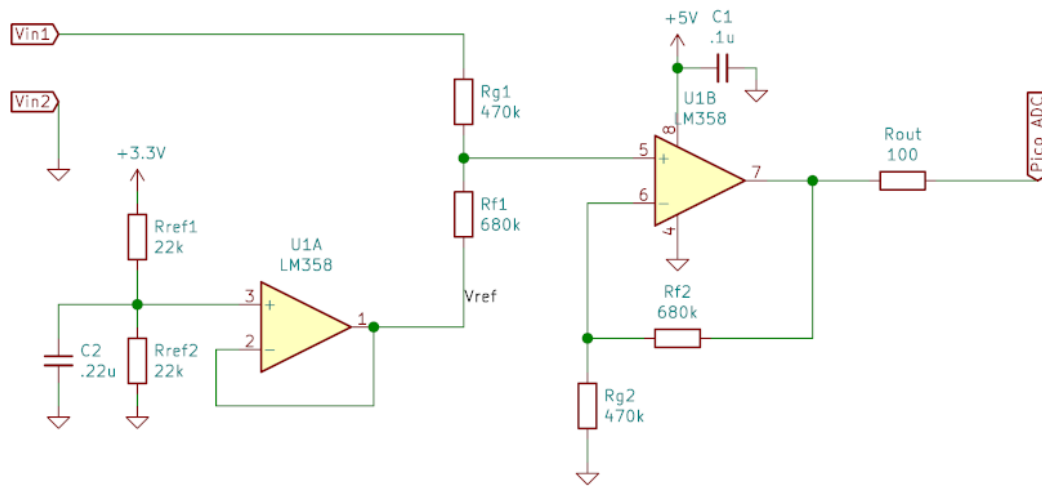 Vin1
Vin2
+3.3V
Rref1
22k
C2
.22u
Rref2
22k
U1A
LM358
3
+
2
−
1
Rg1
470k
Rf1
680k
Vref
+5V
C1
.1u
U1B
LM358
8
5
+
6
−
7
4
Rf2
680k
Rg2
470k
Rout
100
Pico ADC